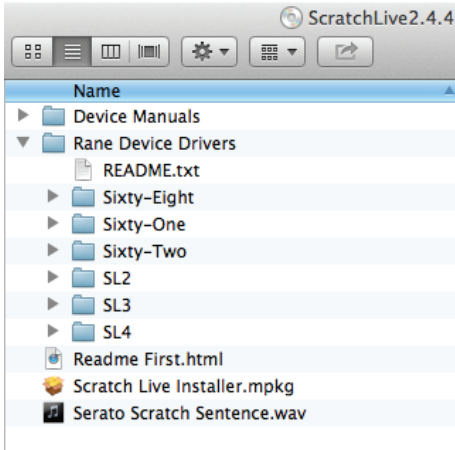 ScratchLive2.4.4
Name
Device Manuals
Rane Device Drivers
README.txt
Sixty-Eight
Sixty-One
Sixty-Two
SL2
SL3
SL4
Readme First.html
Scratch Live Installer.mpkg
Serato Scratch Sentence.wav